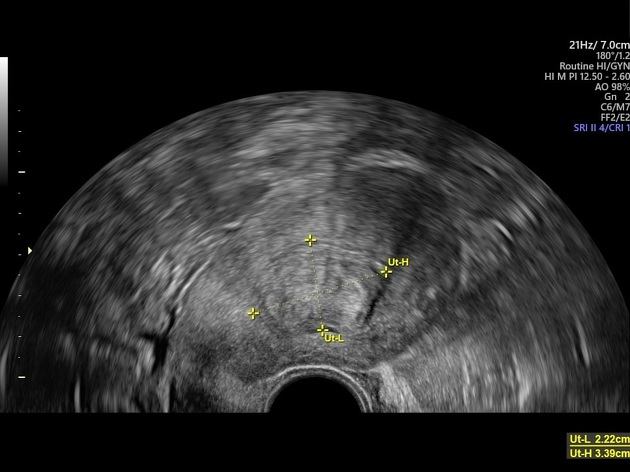 21Hz/ 7.0cm
180°/1.2
Routine HI/GYN
HI M PI 12.50 - 2.60
AO 98%
Gn 2
C6/M7
FF2/E2
SRI II 4/CRI 1
Ut-H
Ut-L
Ut-L 2.22cm
Ut-H 3.39cm